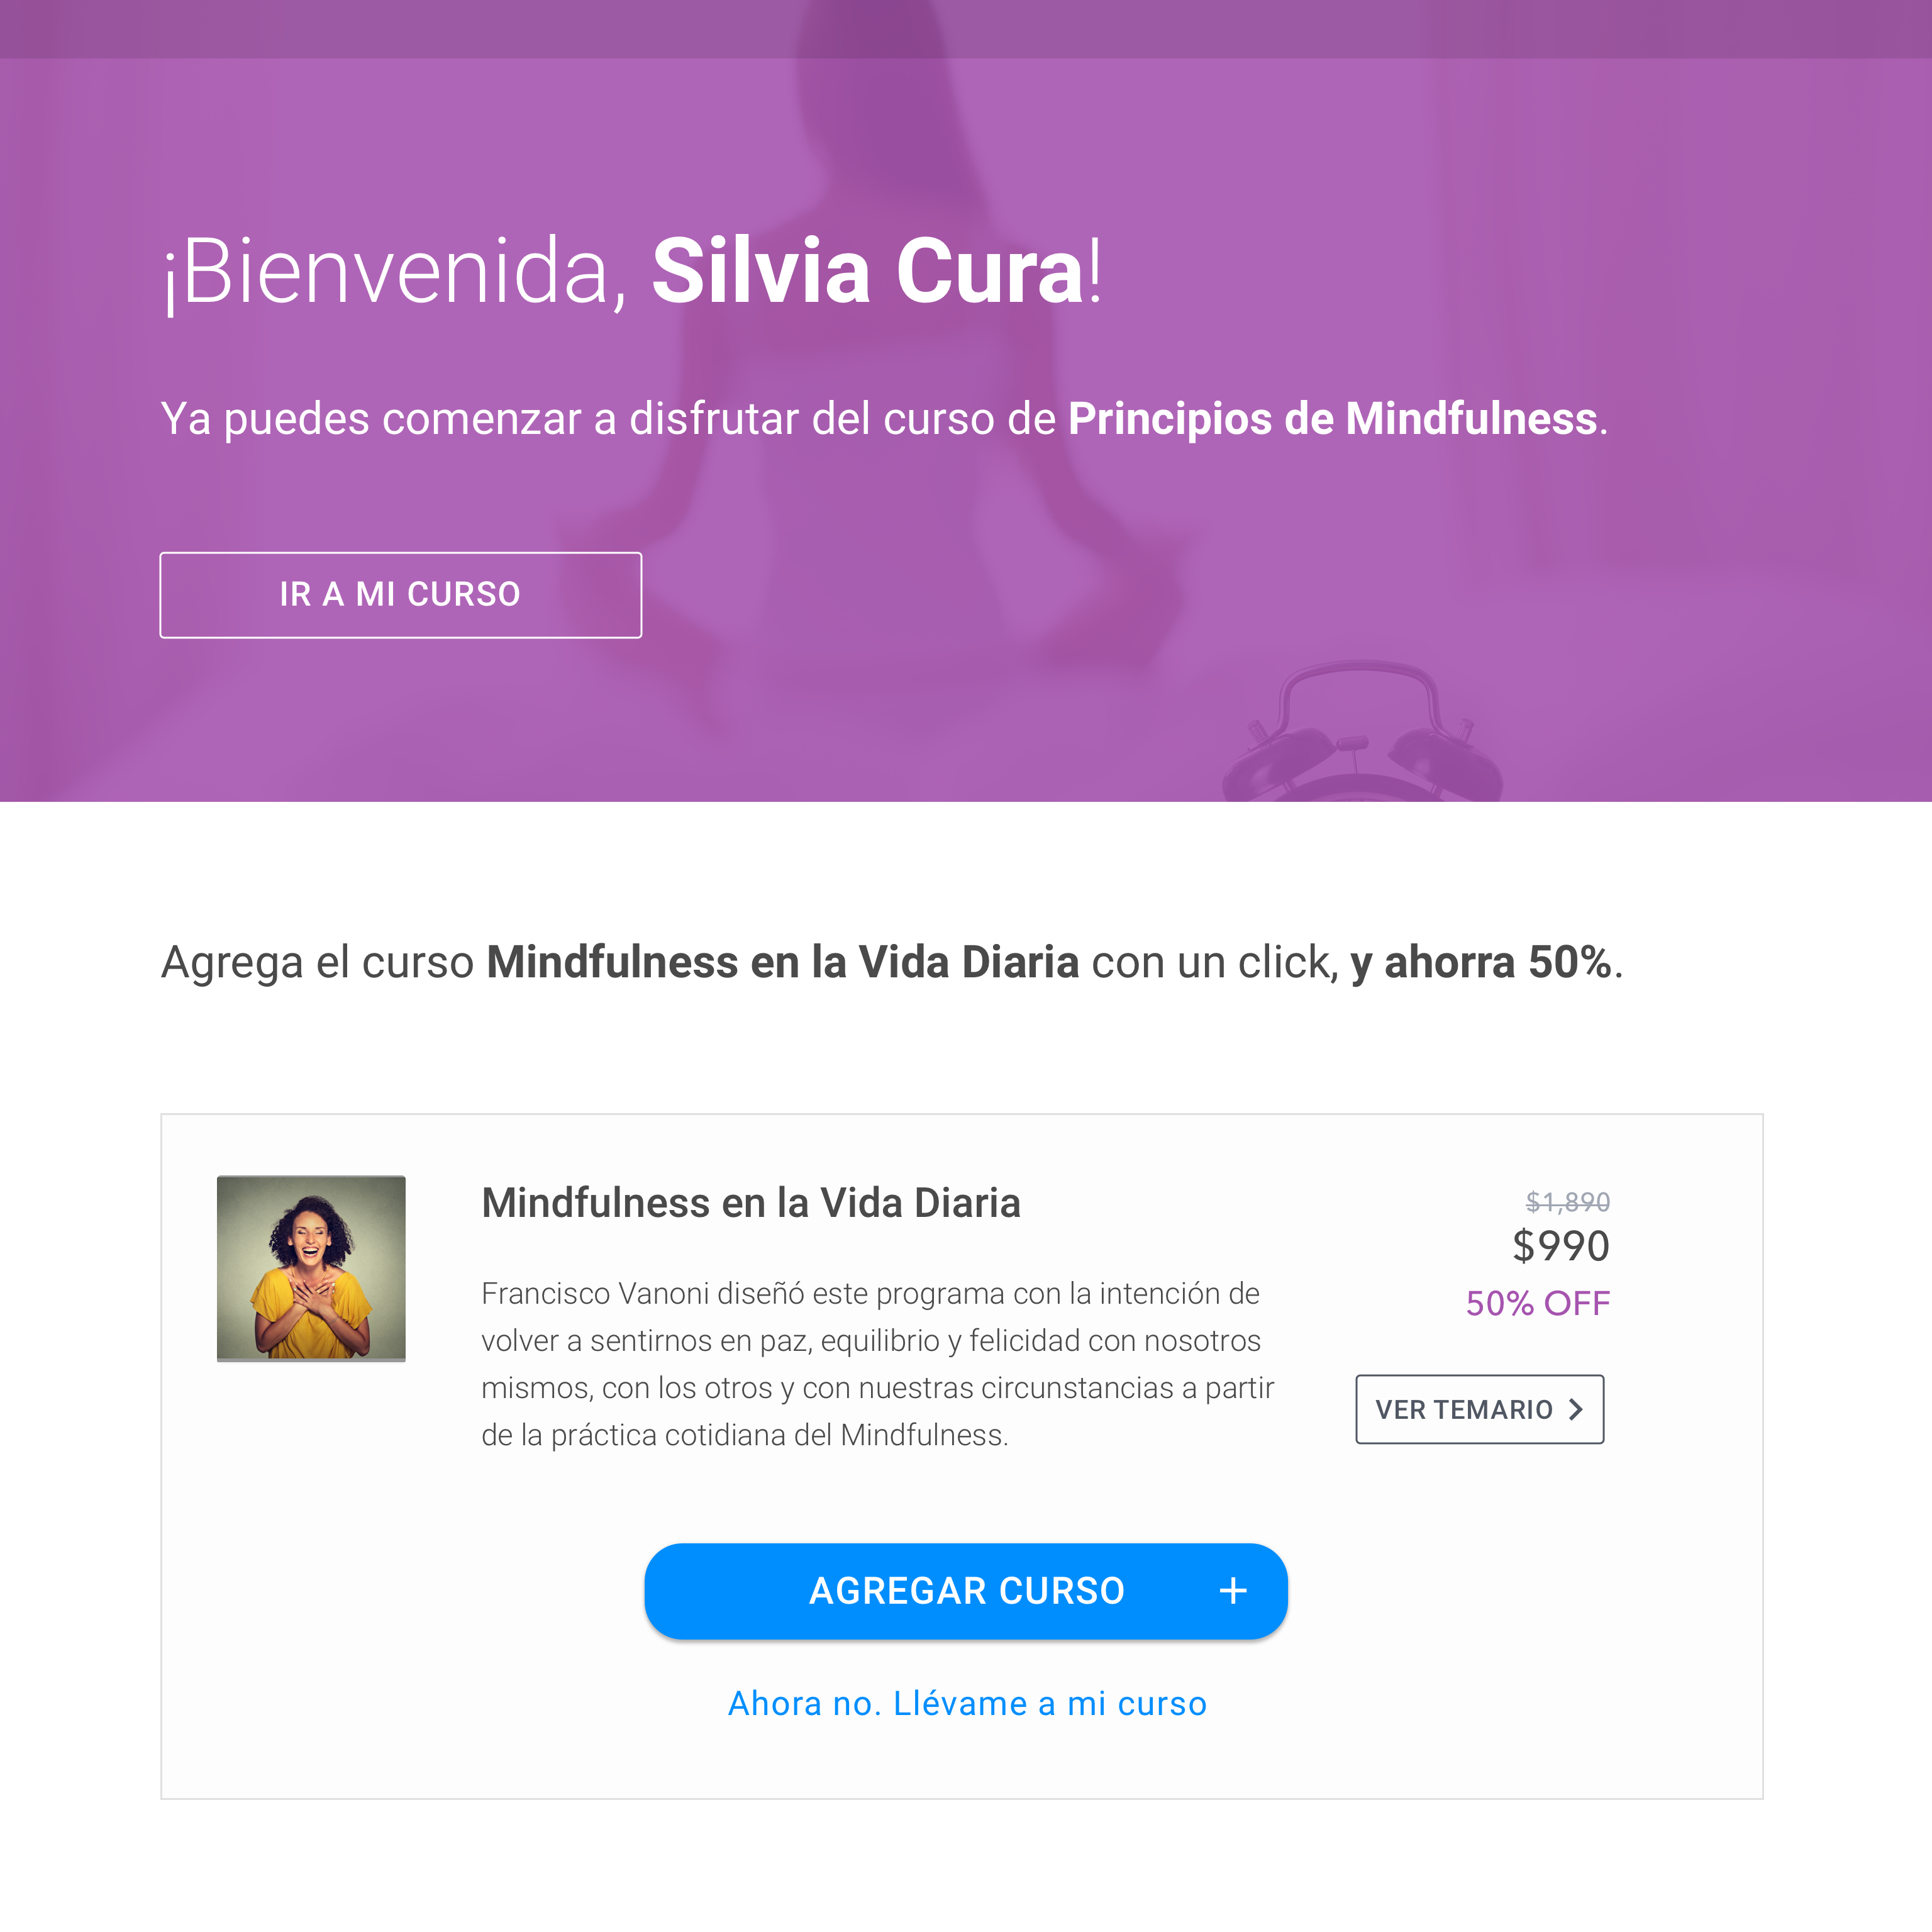 ¡Bienvenida, Silvia Cura!
Ya puedes comenzar a disfrutar del curso de Principios de Mindfulness.
IR A MI CURSO
Agrega el curso Mindfulness en la Vida Diaria con un click, y ahorra 50%.
Mindfulness en la Vida Diaria
Francisco Vanoni diseñó este programa con la intención de
volver a sentirnos en paz, equilibrio y felicidad con nosotros
mismos, con los otros y con nuestras circunstancias a partir
de la práctica cotidiana del Mindfulness.
$1,890
$990
50% OFF
VER TEMARIO
AGREGAR CURSO +
Ahora no. Llévame a mi curso